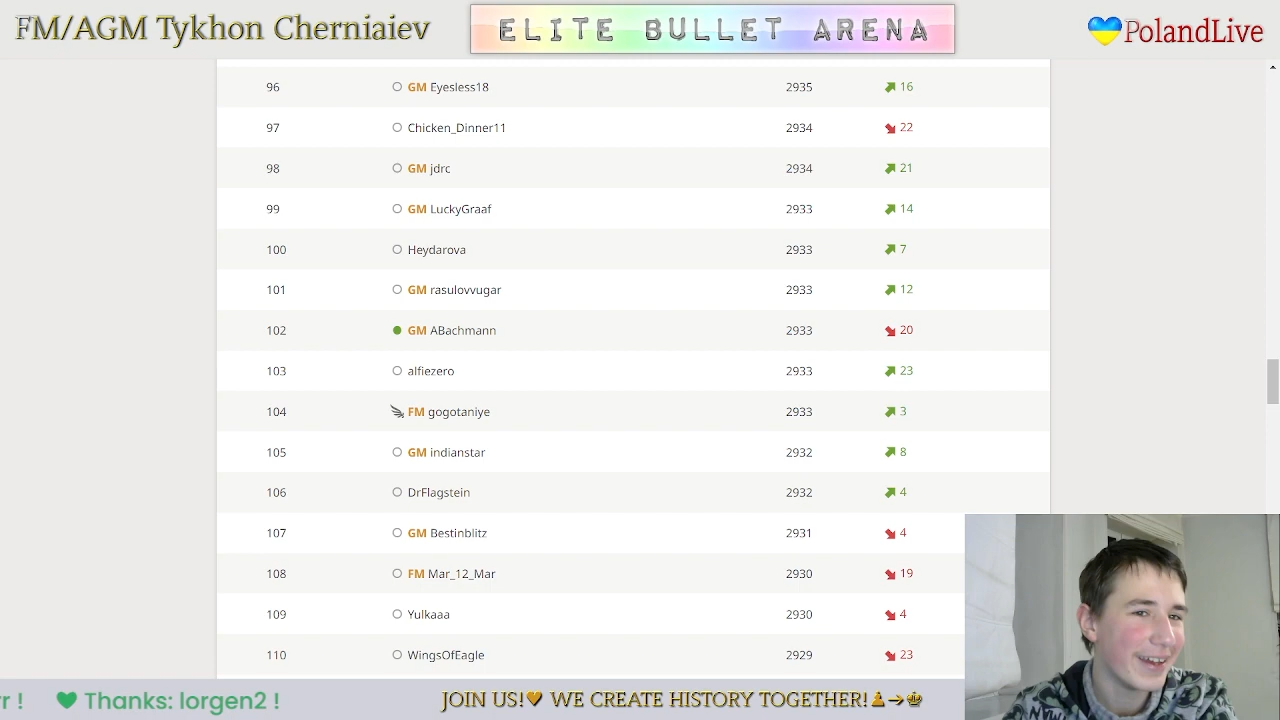 FM/AGM Tykhon Cherniaiev
ELITE BULLET ARENA
PolandLive
96 GM Eyesless18 2935 16
97 Chicken_Dinner11 2934 22
98 GM jdrc 2934 21
99 GM LuckyGraaf 2933 14
100 Heydarova 2933 7
101 GM rasulovvugar 2933 12
102 GM ABachmann 2933 20
103 alfiezero 2933 23
104 FM gogotaniye 2933 3
105 GM indianstar 2932 8
106 DrFlagstein 2932 4
107 GM Bestinblitz 2931 4
108 FM Mar_12_Mar 2930 19
109 Yulkaaa 2930 4
110 WingsOfEagle 2929 23
r ! Thanks: lorgen2 !
JOIN US! WE CREATE HISTORY TOGETHER!